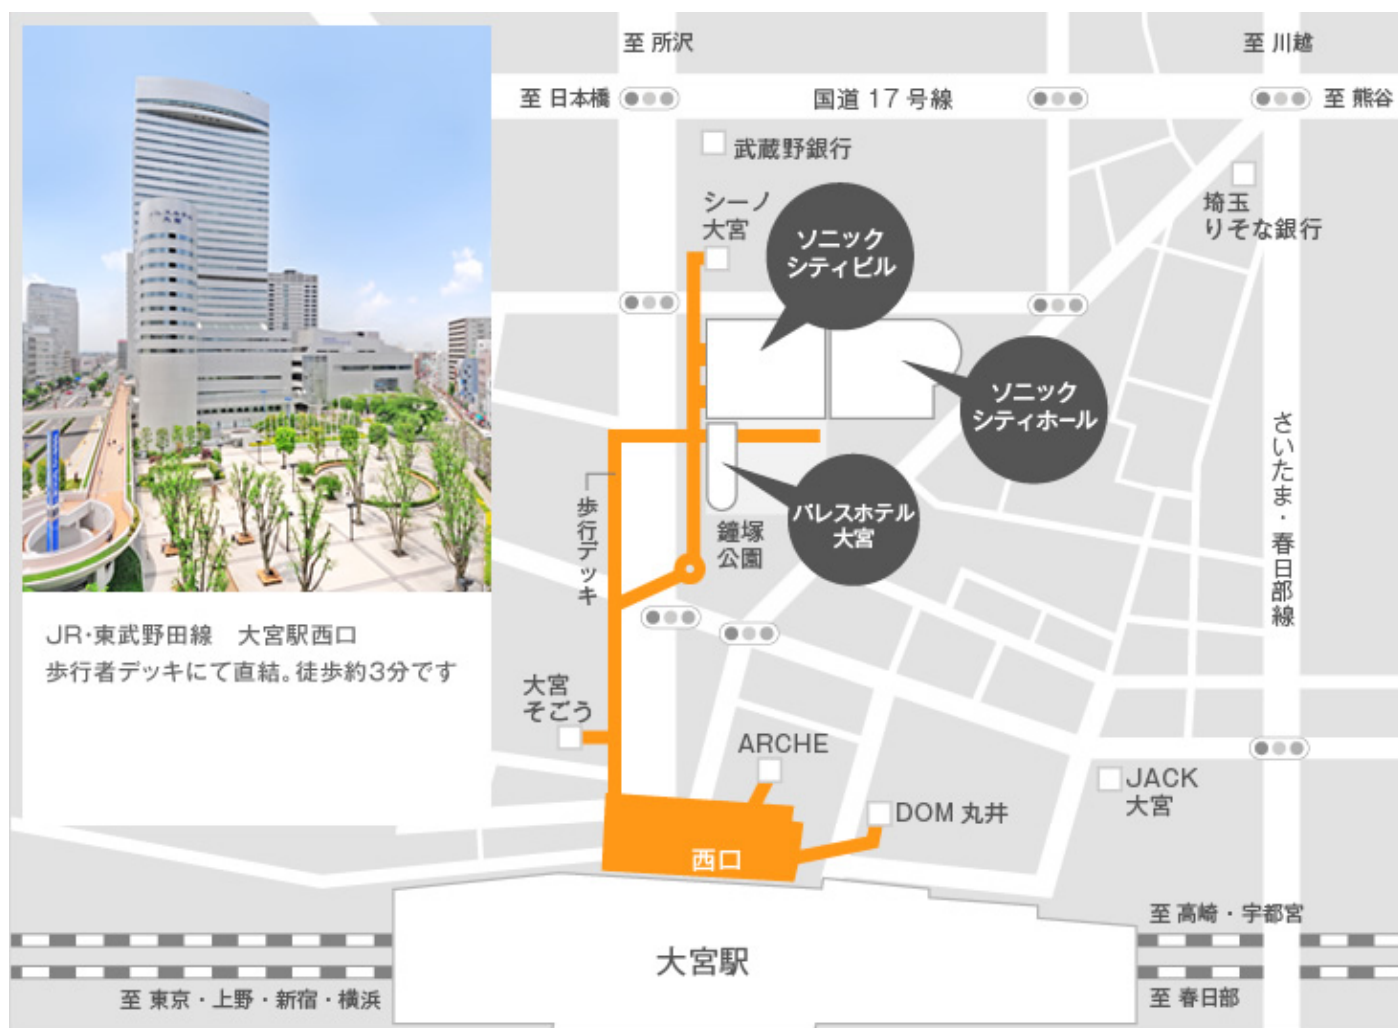 至 所沢
至 川越
至 日本橋
国道 17 号線
至 熊谷
武蔵野銀行
シーノ
大宮
ソニック
シティビル
埼玉
りそな銀行
ソニック
シティホール
さいたま・春日部線
歩行デッキ
パレスホテル
大宮
鐘塚
公園
JR・東武野田線　大宮駅西口
歩行者デッキにて直結。徒歩約3分です
大宮
そごう
ARCHE
JACK
大宮
DOM 丸井
西口
大宮駅
至 高崎・宇都宮
至 東京・上野・新宿・横浜
至 春日部